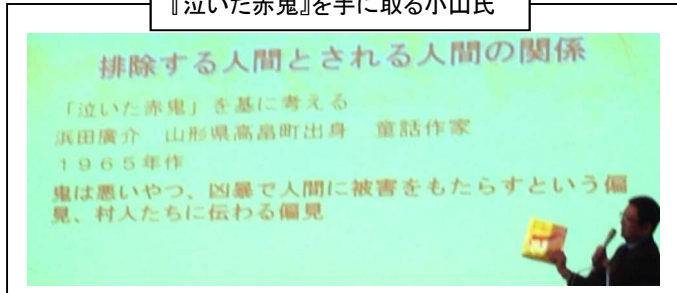 『泣いた赤鬼』を手に取る小山氏
排除する人間とされる人間の関係
「泣いた赤鬼」を基に考える
浜田廣介　山形県高畠町出身　童話作家
１９６５年作
鬼は悪いやつ、凶暴で人間に被害をもたらすという偏
見、村人たちに伝わる偏見